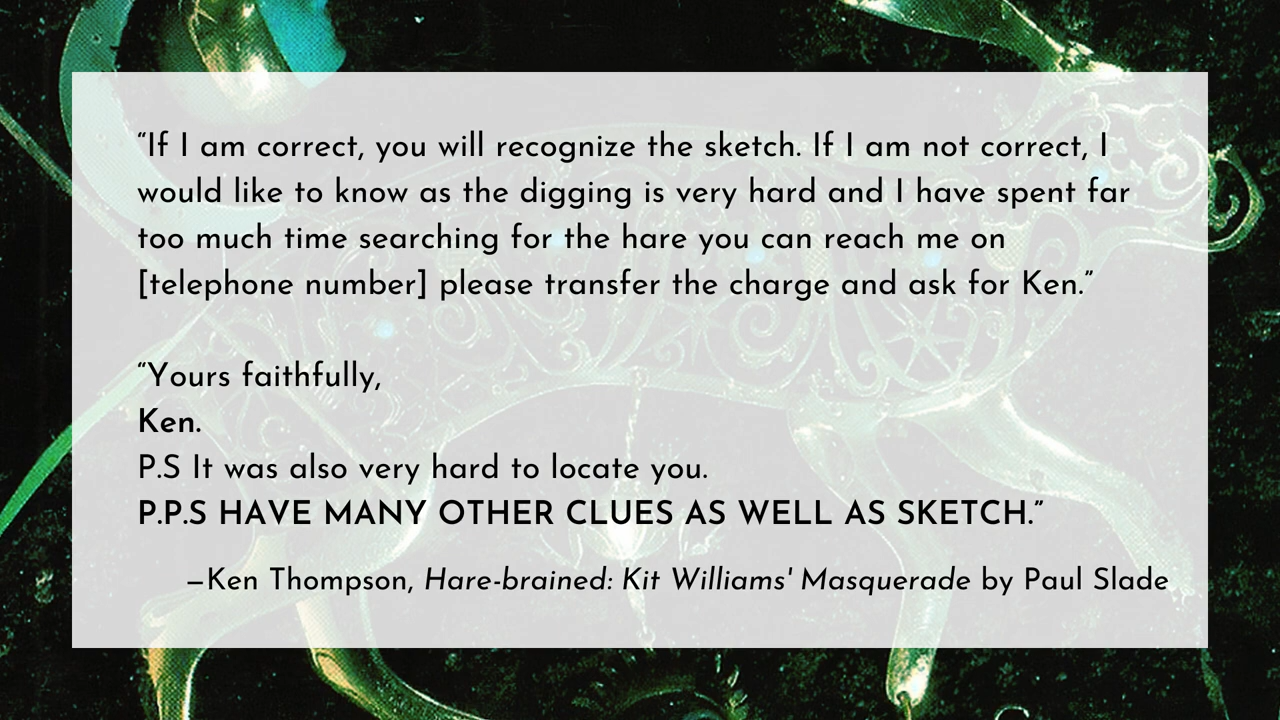 “If I am correct, you will recognize the sketch. If I am not correct, I
would like to know as the digging is very hard and I have spent far
too much time searching for the hare you can reach me on
[telephone number] please transfer the charge and ask for Ken.”
“Yours faithfully,
Ken.
P.S It was also very hard to locate you.
P.P.S HAVE MANY OTHER CLUES AS WELL AS SKETCH.”
—Ken Thompson, Hare-brained: Kit Williams' Masquerade by Paul Slade